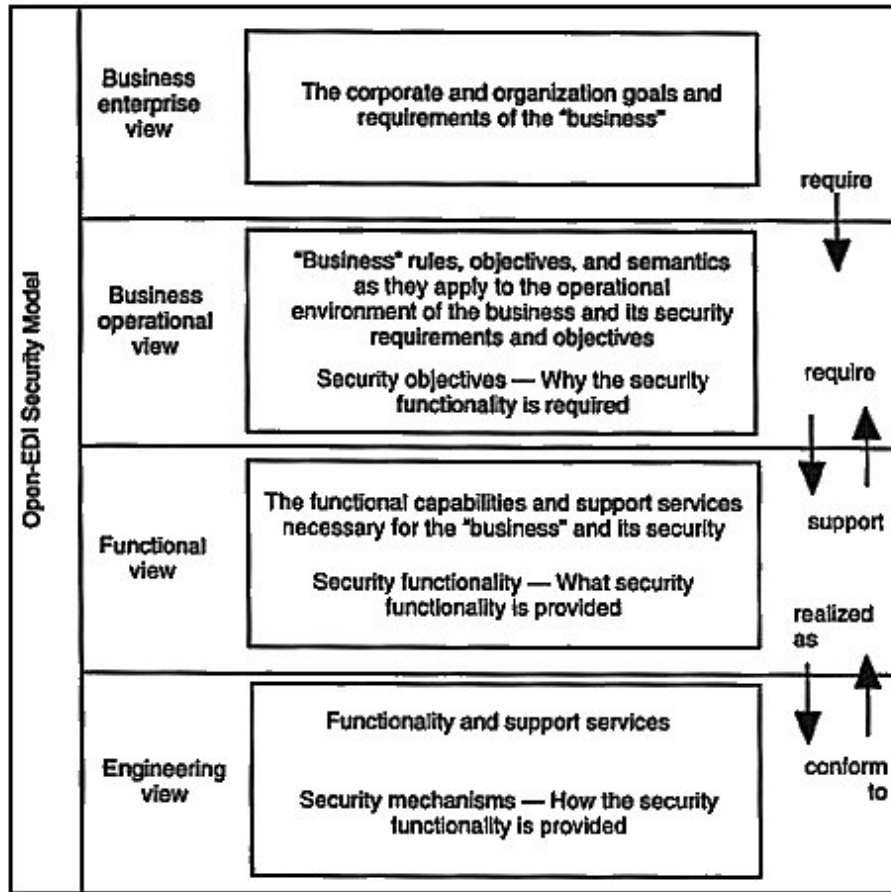 Open-EDI Security Model
Business
enterprise
view
The corporate and organization goals and
requirements of the "business"
require
Business
operational
view
"Business" rules, objectives, and semantics
as they apply to the operational
environment of the business and its security
requirements and objectives
Security objectives — Why the security
functionality is required
require
Functional
view
The functional capabilities and support services
necessary for the "business" and its security
Security functionality — What security
functionality is provided
support
realized
as
Engineering
view
Functionality and support services
Security mechanisms — How the security
functionality is provided
conform
to